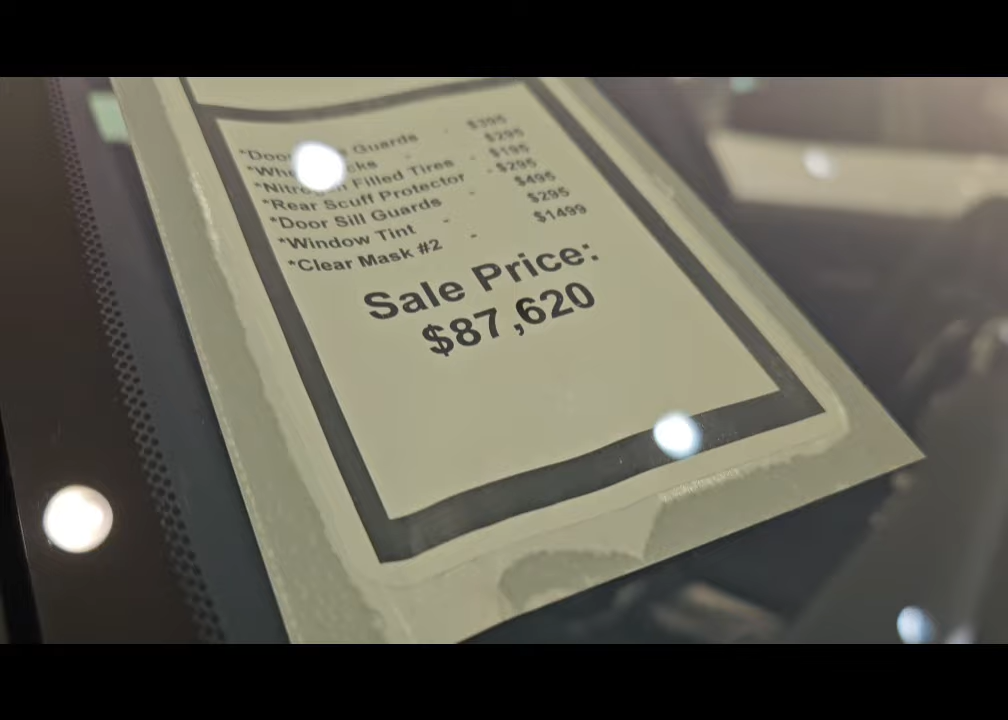 *Door Guards - $395
- $295
*Nitrogen Filled Tires - $195
*Rear Scuff Protector - $295
*Door Sill Guards - $495
*Window Tint - $295
*Clear Mask #2 - $1499
Sale Price:
$87,620